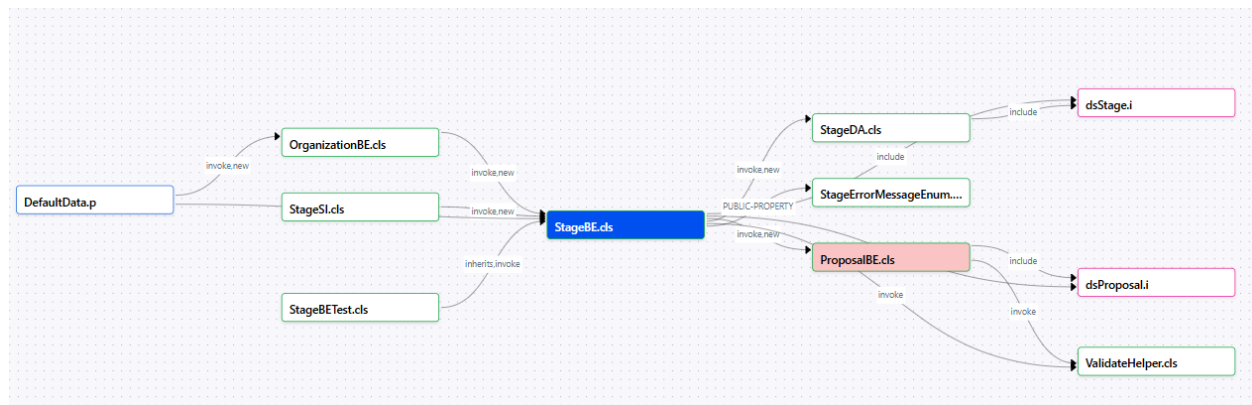 DefaultData.p
invoke,new
OrganizationBE.cls
StageSI.cls
StageBETest.cls
invoke,new
invoke,new
inherits,invoke
StageBE.cls
invoke,new
PUBLIC-PROPERTY
invoke,new
include
StageDA.cls
StageErrorMessageEnum....
ProposalBE.cls
invoke
include
include
invoke
dsStage.i
dsProposal.i
ValidateHelper.cls